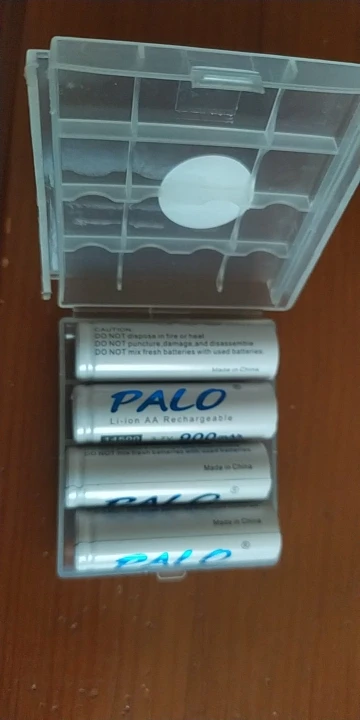 CAUTION:
DO NOT dispose in fire or heat
DO NOT puncture,damage,and disassemble
DO NOT mix fresh batteries with used batteries.
Made in China
PALO®
Li-ion AA Rechargeable
14500 900mAh
DO NOT mix fresh batteries with used batteries.
Made in China
PALO®
Made in China
PALO®